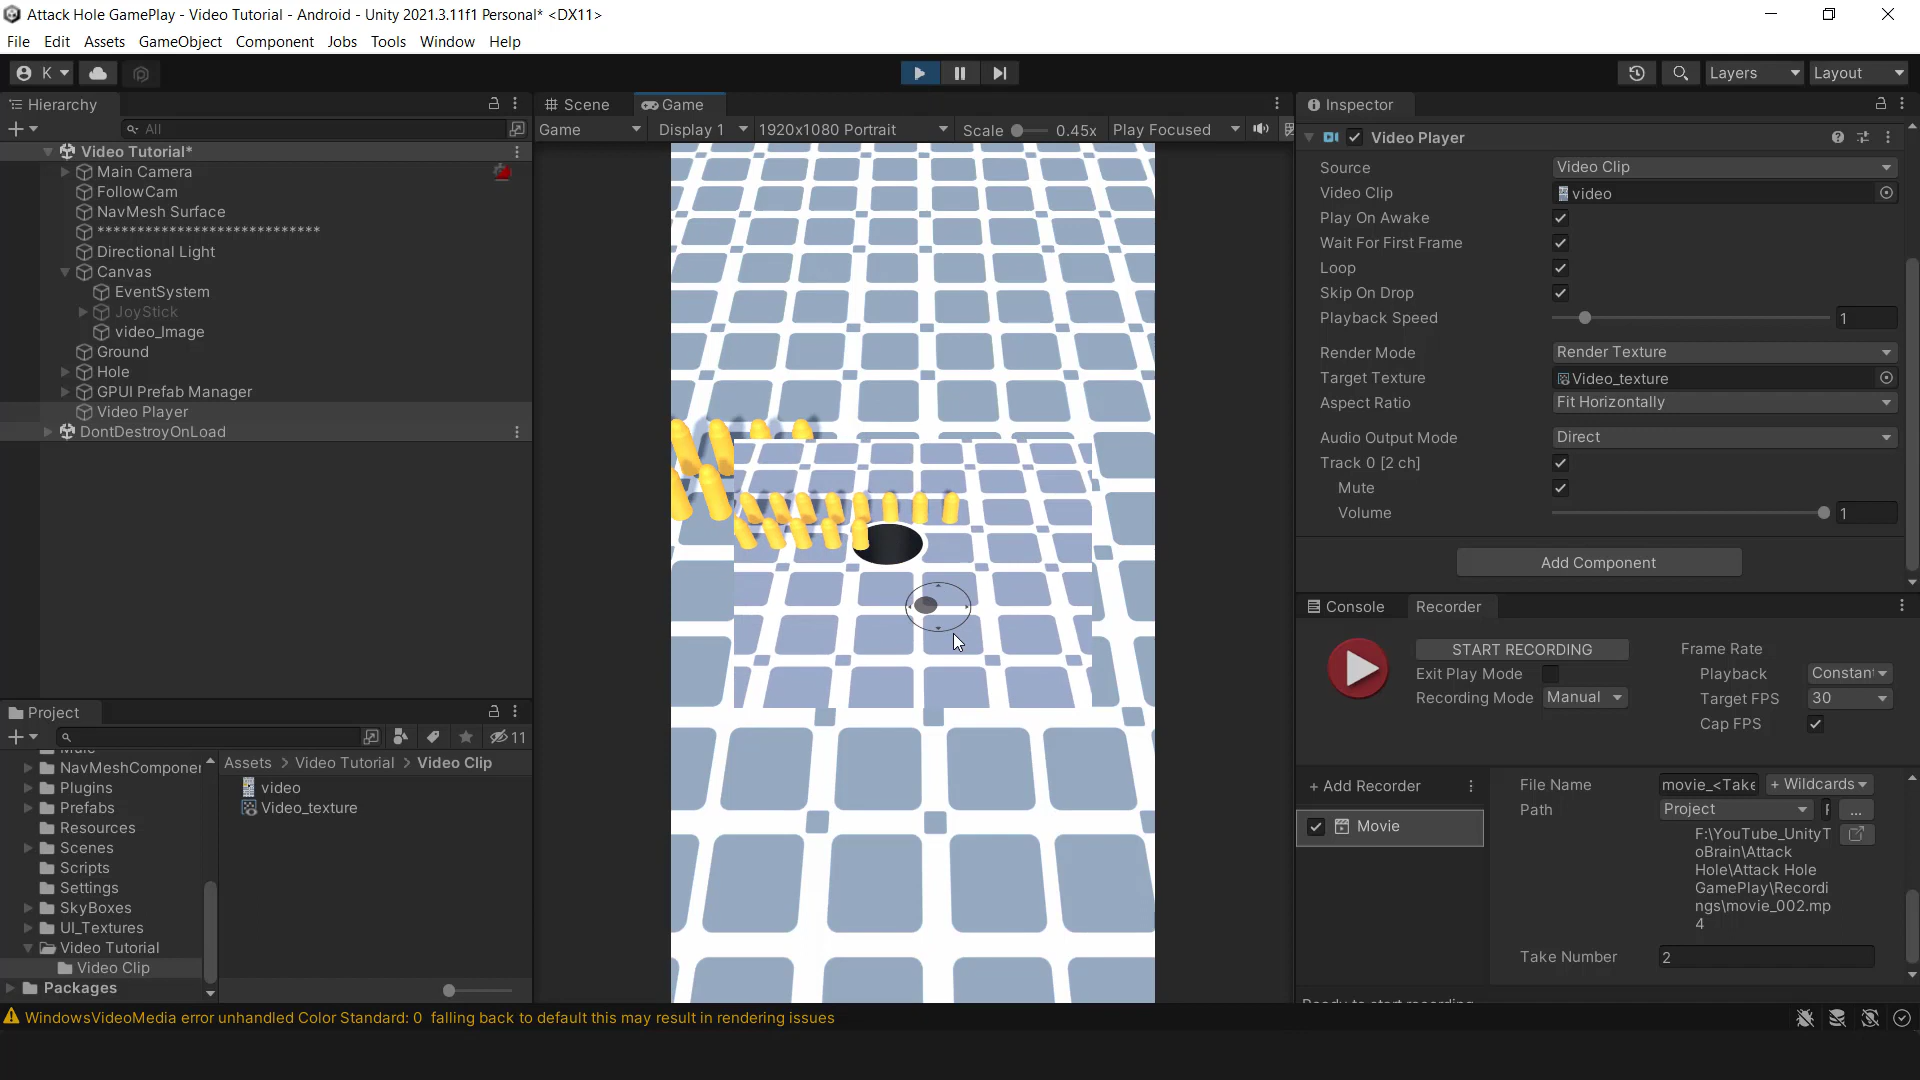 Attack Hole GamePlay - Video Tutorial - Android - Unity 2021.3.11f1 Personal* <DX11>
File Edit Assets GameObject Component Jobs Tools Window Help
K Layers Layout
Hierarchy
All
Video Tutorial*
Main Camera
FollowCam
NavMesh Surface
****************************
Directional Light
Canvas
EventSystem
JoyStick
video_Image
Ground
Hole
GPUI Prefab Manager
Video Player
DontDestroyOnLoad
Scene Game
Game Display 1 1920x1080 Portrait Scale 0.45x Play Focused
Inspector
Video Player
Source Video Clip
Video Clip video
Play On Awake
Wait For First Frame
Loop
Skip On Drop
Playback Speed 1
Render Mode Render Texture
Target Texture Video_texture
Aspect Ratio Fit Horizontally
Audio Output Mode Direct
Track 0 [2 ch]
Mute
Volume 1
Add Component
Console Recorder
START RECORDING
Exit Play Mode
Recording Mode Manual
Frame Rate
Playback Constant
Target FPS 30
Cap FPS
+ Add Recorder
Movie
File Name movie_<Take + Wildcards
Path Project ...
F:\YouTube_UnityT
oBrain\Attack
Hole\Attack Hole
GamePlay\Recordi
ngs\movie_002.mp
4
Take Number 2
Ready to start recording
Project
11
NavMeshComponer
Plugins
Prefabs
Resources
Scenes
Scripts
Settings
SkyBoxes
UI_Textures
Video Tutorial
Video Clip
Packages
Assets > Video Tutorial > Video Clip
video
Video_texture
WindowsVideoMedia error unhandled Color Standard: 0 falling back to default this may result in rendering issues